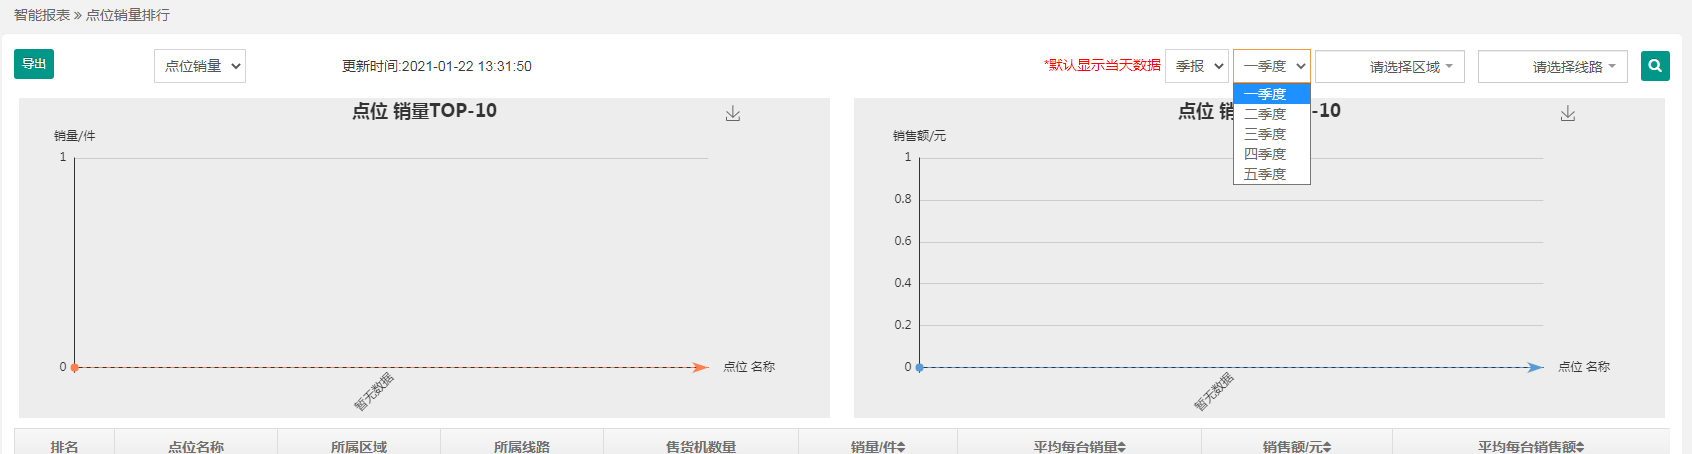 智能报表 » 点位销量排行
导出
点位销量
更新时间:2021-01-22 13:31:50
*默认显示当天数据
季报
一季度
请选择区域
请选择线路
一季度
二季度
三季度
四季度
五季度
点位 销量TOP-10
销量/件
1
0
点位 名称
暂无数据
点位 销
-10
销售额/元
1
0.8
0.6
0.4
0.2
0
点位 名称
暂无数据
排名 点位名称 所属区域 所属线路 售货机数量 销量/件 平均每台销量 销售额/元 平均每台销售额